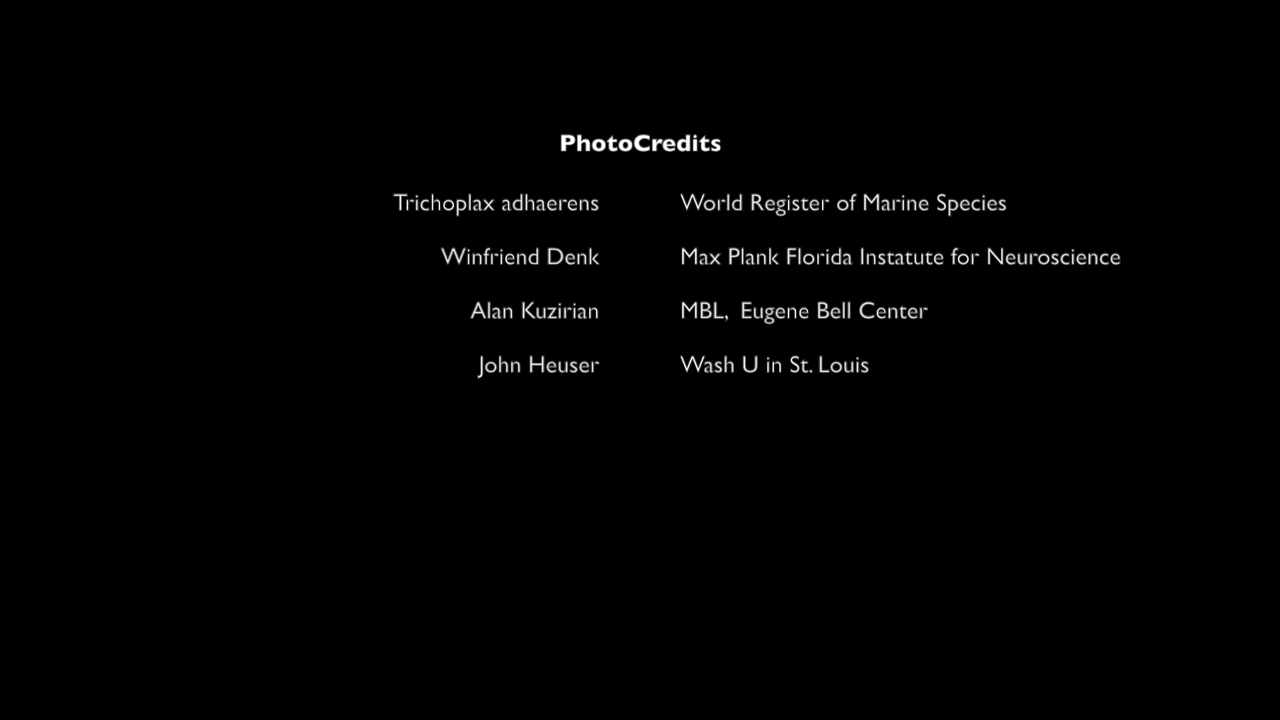 PhotoCredits
Trichoplax adhaerens World Register of Marine Species
Winfriend Denk Max Plank Florida Instatute for Neuroscience
Alan Kuzirian MBL, Eugene Bell Center
John Heuser Wash U in St. Louis